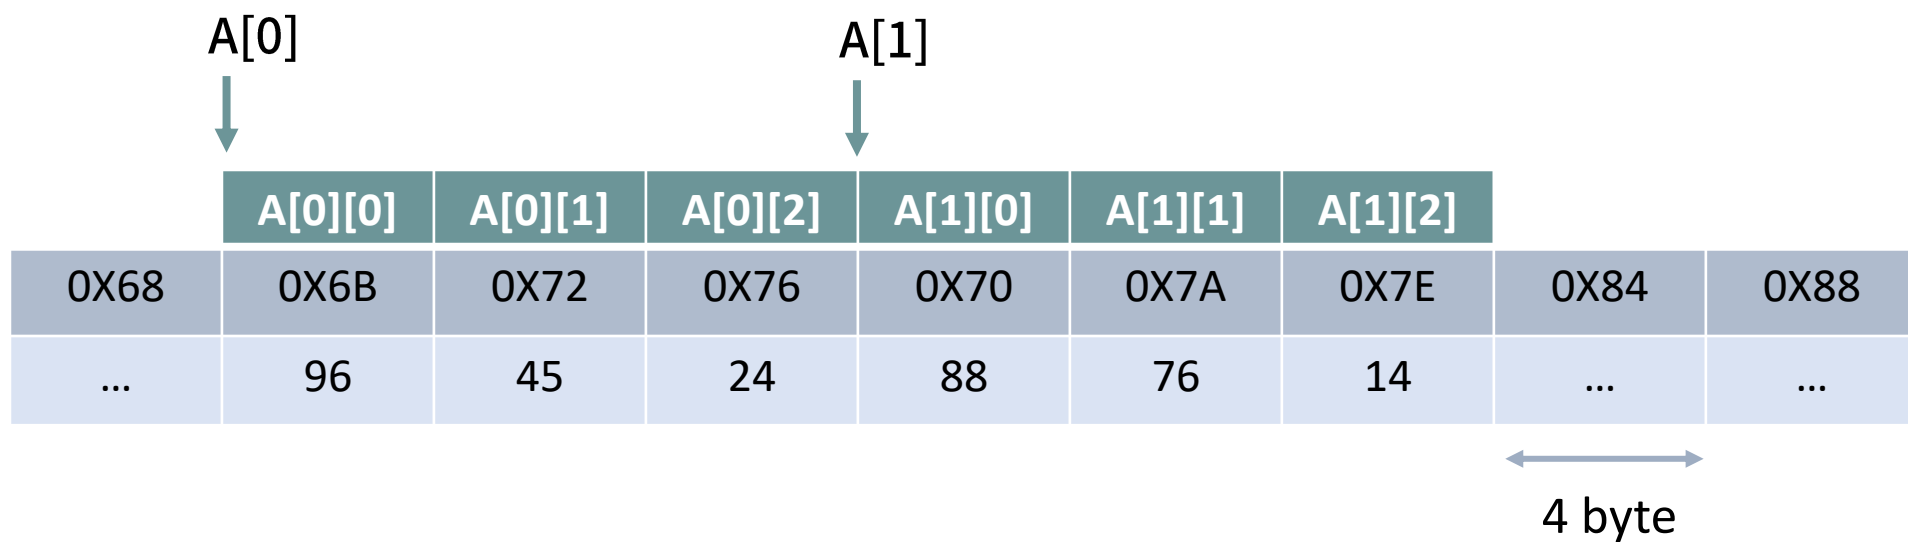 A[0] A[1]
A[0][0] A[0][1] A[0][2] A[1][0] A[1][1] A[1][2]
0X68 0X6B 0X72 0X76 0X70 0X7A 0X7E 0X84 0X88
... 96 45 24 88 76 14 ... ...
4 byte